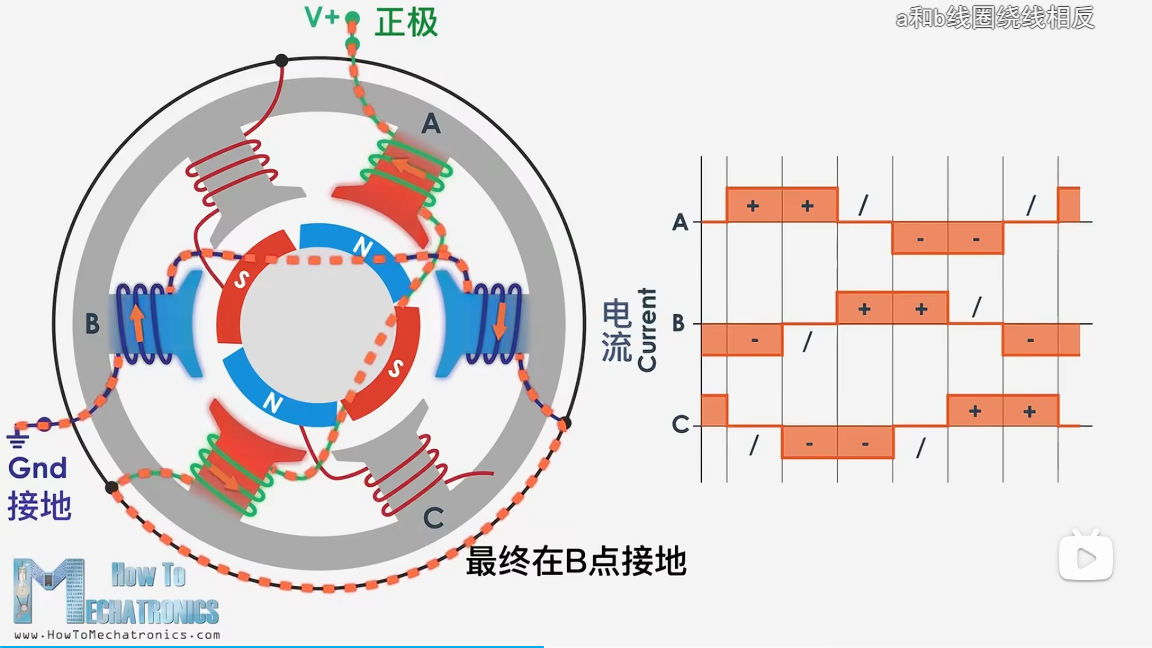 V+ 正极
a和b线圈绕线相反
A
B
C
N
S
S
N
Gnd
接地
最终在B点接地
How To
MECHATRONICS
www.HowToMechatronics.com
电流
Current
A + + / - - /
B - / + + / -
C / - - / + +